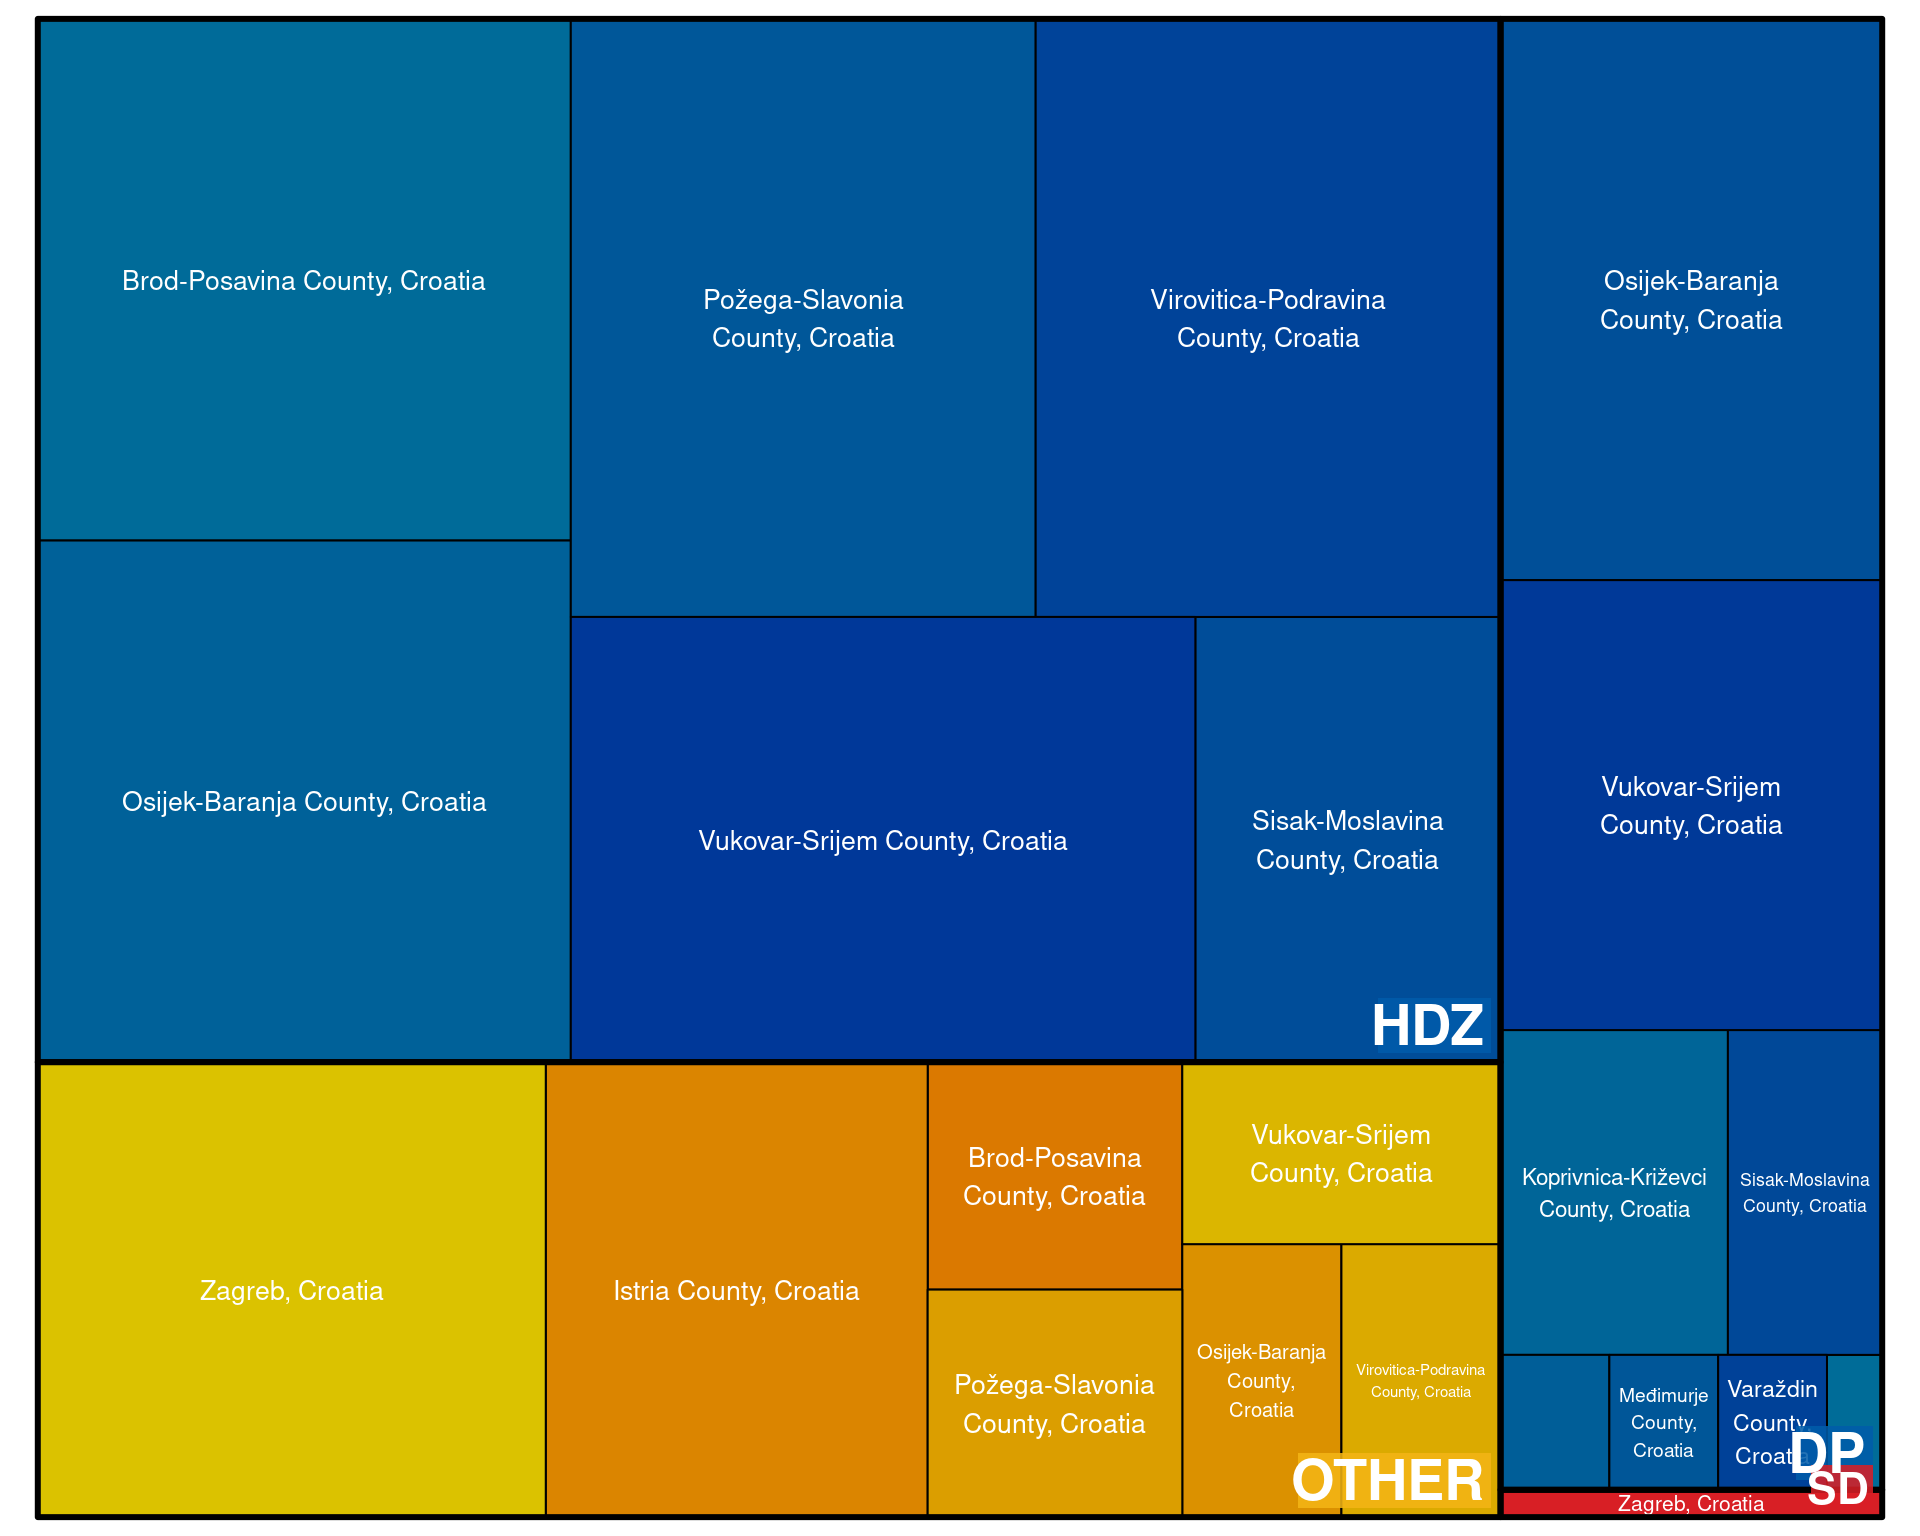 Brod-Posavina County, Croatia
Požega-Slavonia
County, Croatia
Virovitica-Podravina
County, Croatia
Osijek-Baranja
County, Croatia
Osijek-Baranja County, Croatia
Vukovar-Srijem County, Croatia
Sisak-Moslavina
County, Croatia
HDZ
Vukovar-Srijem
County, Croatia
Zagreb, Croatia
Istria County, Croatia
Brod-Posavina
County, Croatia
Požega-Slavonia
County, Croatia
Vukovar-Srijem
County, Croatia
Osijek-Baranja
County,
Croatia
Virovitica-Podravina
County, Croatia
OTHER
Koprivnica-Križevci
County, Croatia
Sisak-Moslavina
County, Croatia
Međimurje
County,
Croatia
Varaždin
County,
Croatia
DP
SD
Zagreb, Croatia